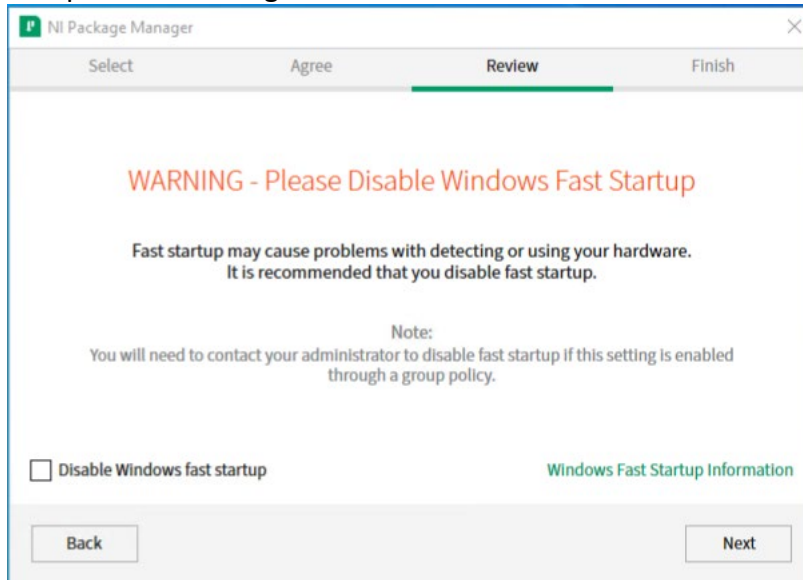 NI Package Manager
Select Agree Review Finish
WARNING - Please Disable Windows Fast Startup
Fast startup may cause problems with detecting or using your hardware.
It is recommended that you disable fast startup.
Note:
You will need to contact your administrator to disable fast startup if this setting is enabled
through a group policy.
Disable Windows fast startup Windows Fast Startup Information
Back Next